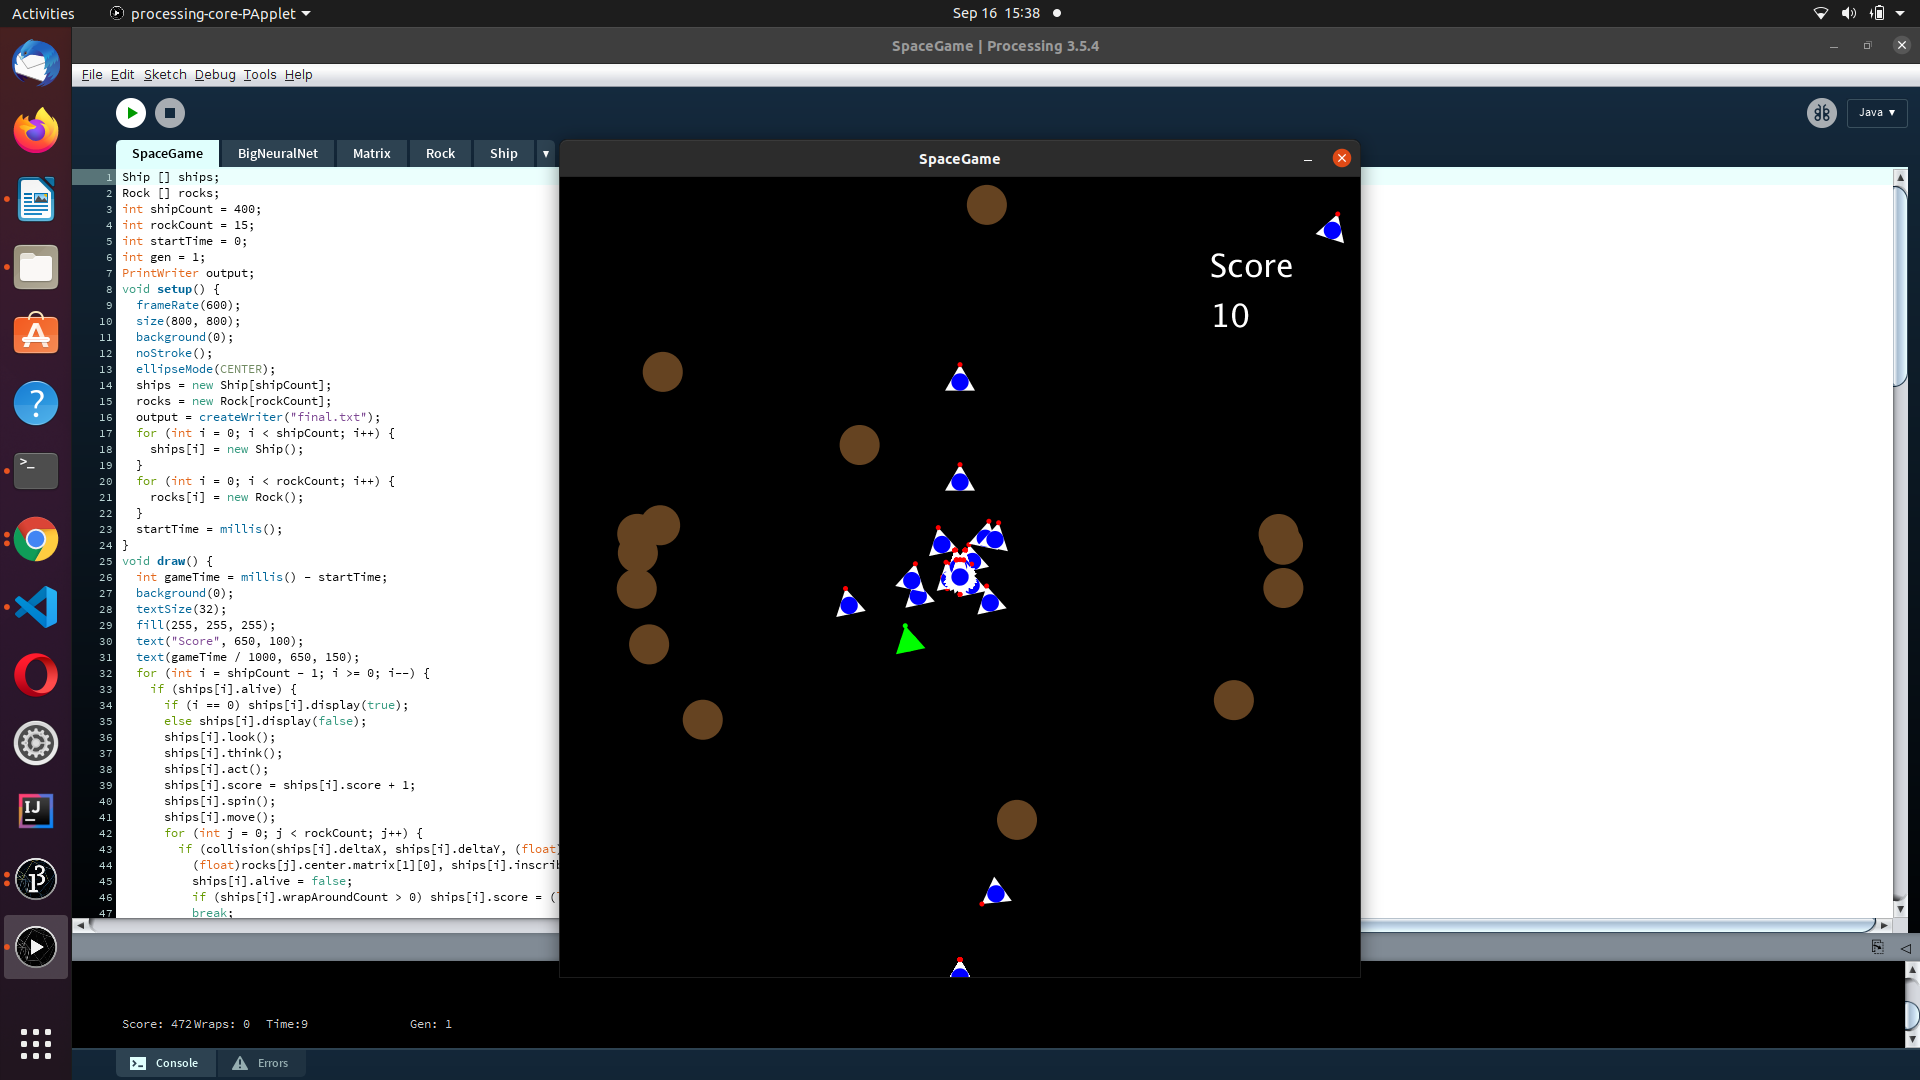 Activities
processing-core-PApplet
Sep 16 15:38
SpaceGame | Processing 3.5.4
File Edit Sketch Debug Tools Help
Java
SpaceGame
BigNeuralNet
Matrix
Rock
Ship
SpaceGame
1 Ship [] ships;
2 Rock [] rocks;
3 int shipCount = 400;
4 int rockCount = 15;
5 int startTime = 0;
6 int gen = 1;
7 PrintWriter output;
8 void setup() {
9 frameRate(600);
10 size(800, 800);
11 background(0);
12 noStroke();
13 ellipseMode(CENTER);
14 ships = new Ship[shipCount];
15 rocks = new Rock[rockCount];
16 output = createWriter("final.txt");
17 for (int i = 0; i < shipCount; i++) {
18 ships[i] = new Ship();
19 }
20 for (int i = 0; i < rockCount; i++) {
21 rocks[i] = new Rock();
22 }
23 startTime = millis();
24 }
25 void draw() {
26 int gameTime = millis() - startTime;
27 background(0);
28 textSize(32);
29 fill(255, 255, 255);
30 text("Score", 650, 100);
31 text(gameTime / 1000, 650, 150);
32 for (int i = shipCount - 1; i >= 0; i--) {
33 if (ships[i].alive) {
34 if (i == 0) ships[i].display(true);
35 else ships[i].display(false);
36 ships[i].look();
37 ships[i].think();
38 ships[i].act();
39 ships[i].score = ships[i].score + 1;
40 ships[i].spin();
41 ships[i].move();
42 for (int j = 0; j < rockCount; j++) {
43 if (collision(ships[i].deltaX, ships[i].deltaY, (float)
44 (float)rocks[j].center.matrix[1][0], ships[i].inscrib
45 ships[i].alive = false;
46 if (ships[i].wrapAroundCount > 0) ships[i].score = (
47 break;
Score
10
Score: 472 Wraps: 0 Time:9 Gen: 1
Console
Errors